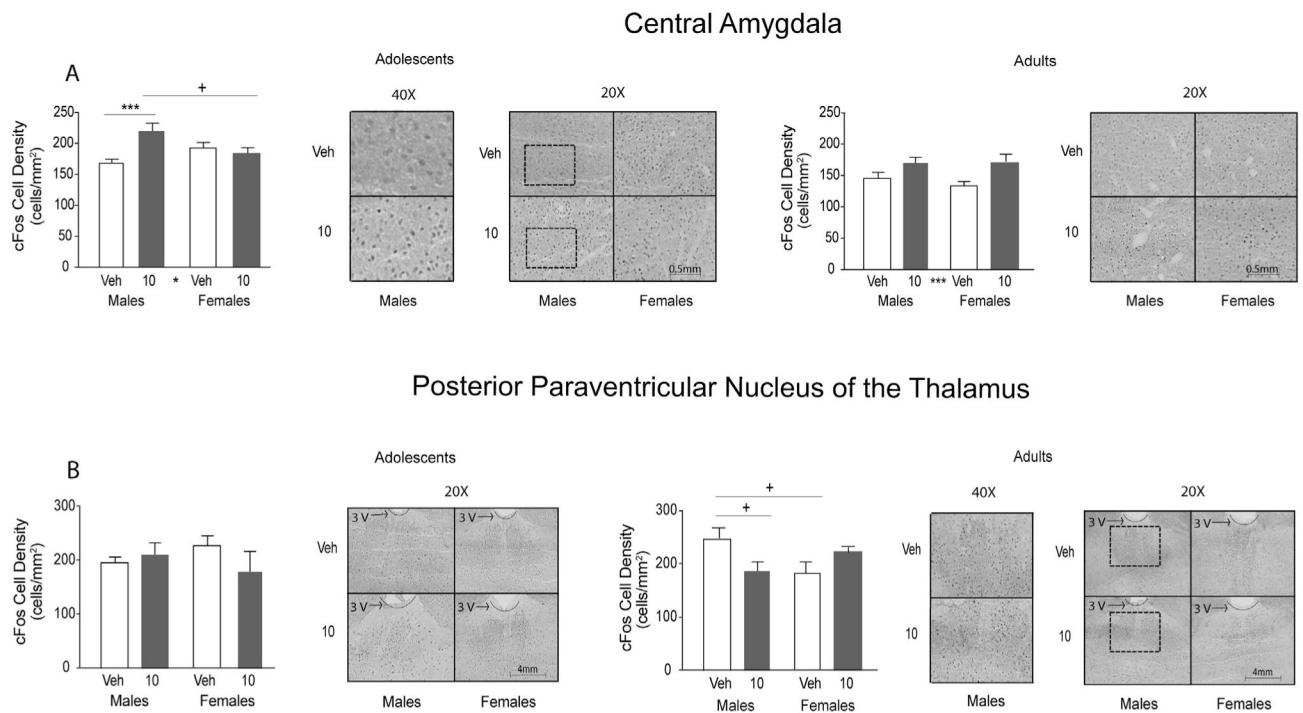 Central Amygdala
A
Adolescents
Adults
40X
20X
20X
+
***
cFos Cell Density
(cells/mm²)
250
200
150
100
50
0
Veh
10
*
Veh
10
Males
Females
Veh
10
0.5mm
Males
Males
Females
cFos Cell Density
(cells/mm²)
250
200
150
100
50
0
Veh
10
***
Veh
10
Males
Females
Veh
10
0.5mm
Males
Females
Posterior Paraventricular Nucleus of the Thalamus
B
Adolescents
Adults
20X
40X
20X
cFos Cell Density
(cells/mm²)
300
200
100
0
Veh
10
Veh
10
Males
Females
Veh
10
3 V
3 V
3 V
3 V
4mm
Males
Females
+
+
cFos Cell Density
(cells/mm²)
300
200
100
0
Veh
10
Veh
10
Males
Females
Veh
10
Males
3 V
3 V
3 V
3 V
4mm
Males
Females